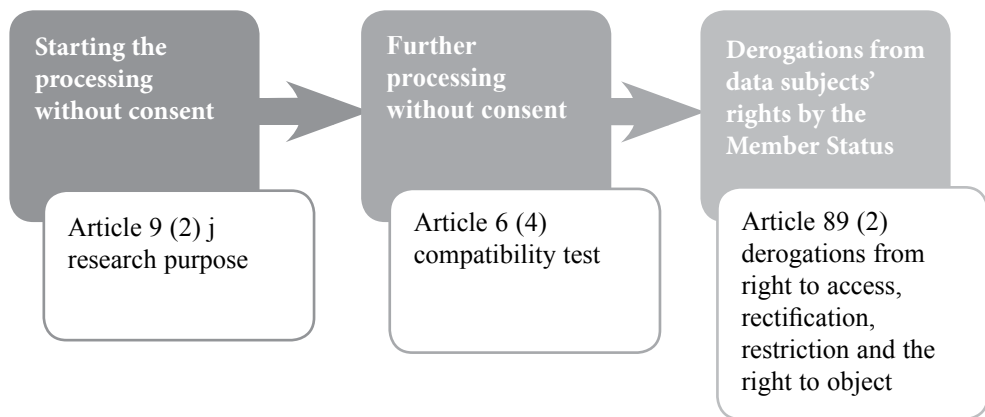 Starting the
processing
without consent
Article 9 (2) j
research purpose
Further
processing
without consent
Article 6 (4)
compatibility test
Derogations from
data subjects’
rights by the
Member Status
Article 89 (2)
derogations from
right to access,
rectification,
restriction and the
right to object